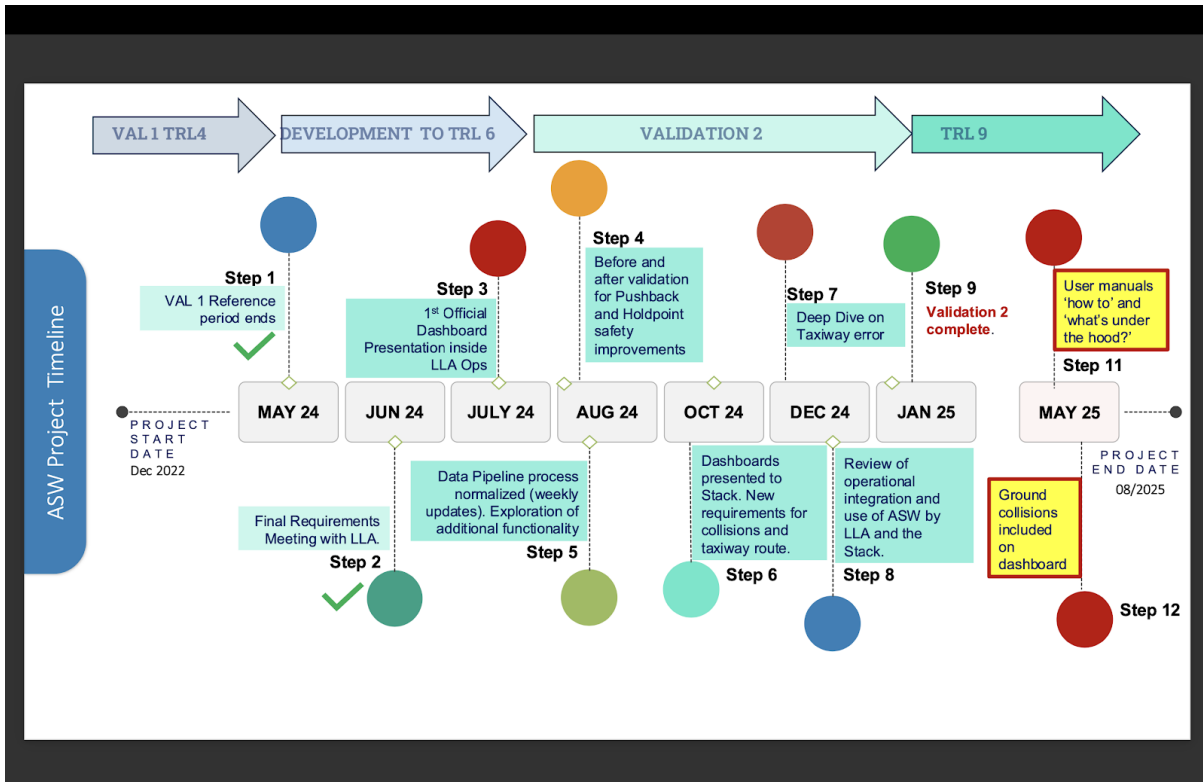 VAL 1 TRL4
DEVELOPMENT TO TRL 6
VALIDATION 2
TRL 9
ASW Project Timeline
Step 1
VAL 1 Reference
period ends
Step 3
1st Official
Dashboard
Presentation inside
LLA Ops
Step 4
Before and
after validation
for Pushback
and Holdpoint
safety
improvements
Step 7
Deep Dive on
Taxiway error
Step 9
Validation 2
complete.
User manuals
‘how to’ and
‘what’s under
the hood?’
Step 11
PROJECT
START
DATE
Dec 2022
MAY 24
JUN 24
JULY 24
AUG 24
OCT 24
DEC 24
JAN 25
MAY 25
PROJECT
END DATE
08/2025
Final Requirements
Meeting with LLA.
Step 2
Data Pipeline process
normalized (weekly
updates). Exploration of
additional functionality
Step 5
Dashboards
presented to
Stack. New
requirements for
collisions and
taxiway route.
Step 6
Review of
operational
integration and
use of ASW by
LLA and the
Stack.
Step 8
Ground
collisions
included
on
dashboard
Step 12